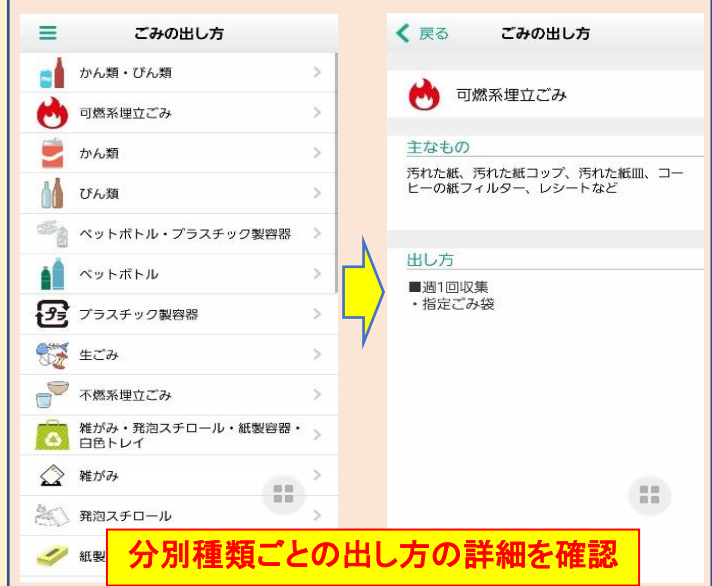 ごみの出し方
かん類・びん類
可燃系埋立ごみ
かん類
びん類
ペットボトル・プラスチック製容器
ペットボトル
プラ
プラスチック製容器
生ごみ
不燃系埋立ごみ
雑がみ・発泡スチロール・紙製容器・
白色トレイ
雑がみ
発泡スチロール
紙製
戻る
ごみの出し方
可燃系埋立ごみ
主なもの
汚れた紙、汚れた紙コップ、汚れた紙皿、コー
ヒーの紙フィルター、レシートなど
出し方
■週1回収集
・指定ごみ袋
分別種類ごとの出し方の詳細を確認